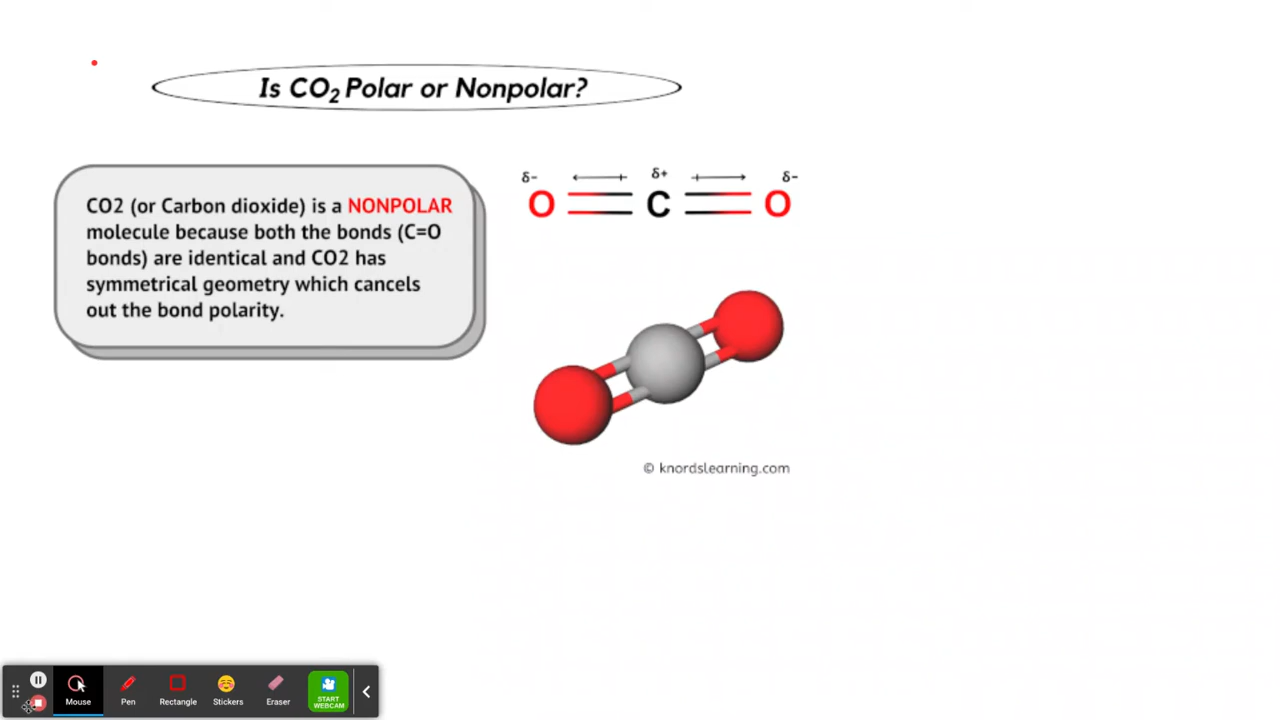 Is CO₂ Polar or Nonpolar?
CO2 (or Carbon dioxide) is a NONPOLAR
molecule because both the bonds (C=O
bonds) are identical and CO2 has
symmetrical geometry which cancels
out the bond polarity.
δ- δ+ δ-
O C O
© knordslearning.com
Mouse Pen Rectangle Stickers Eraser START
WEBCAM